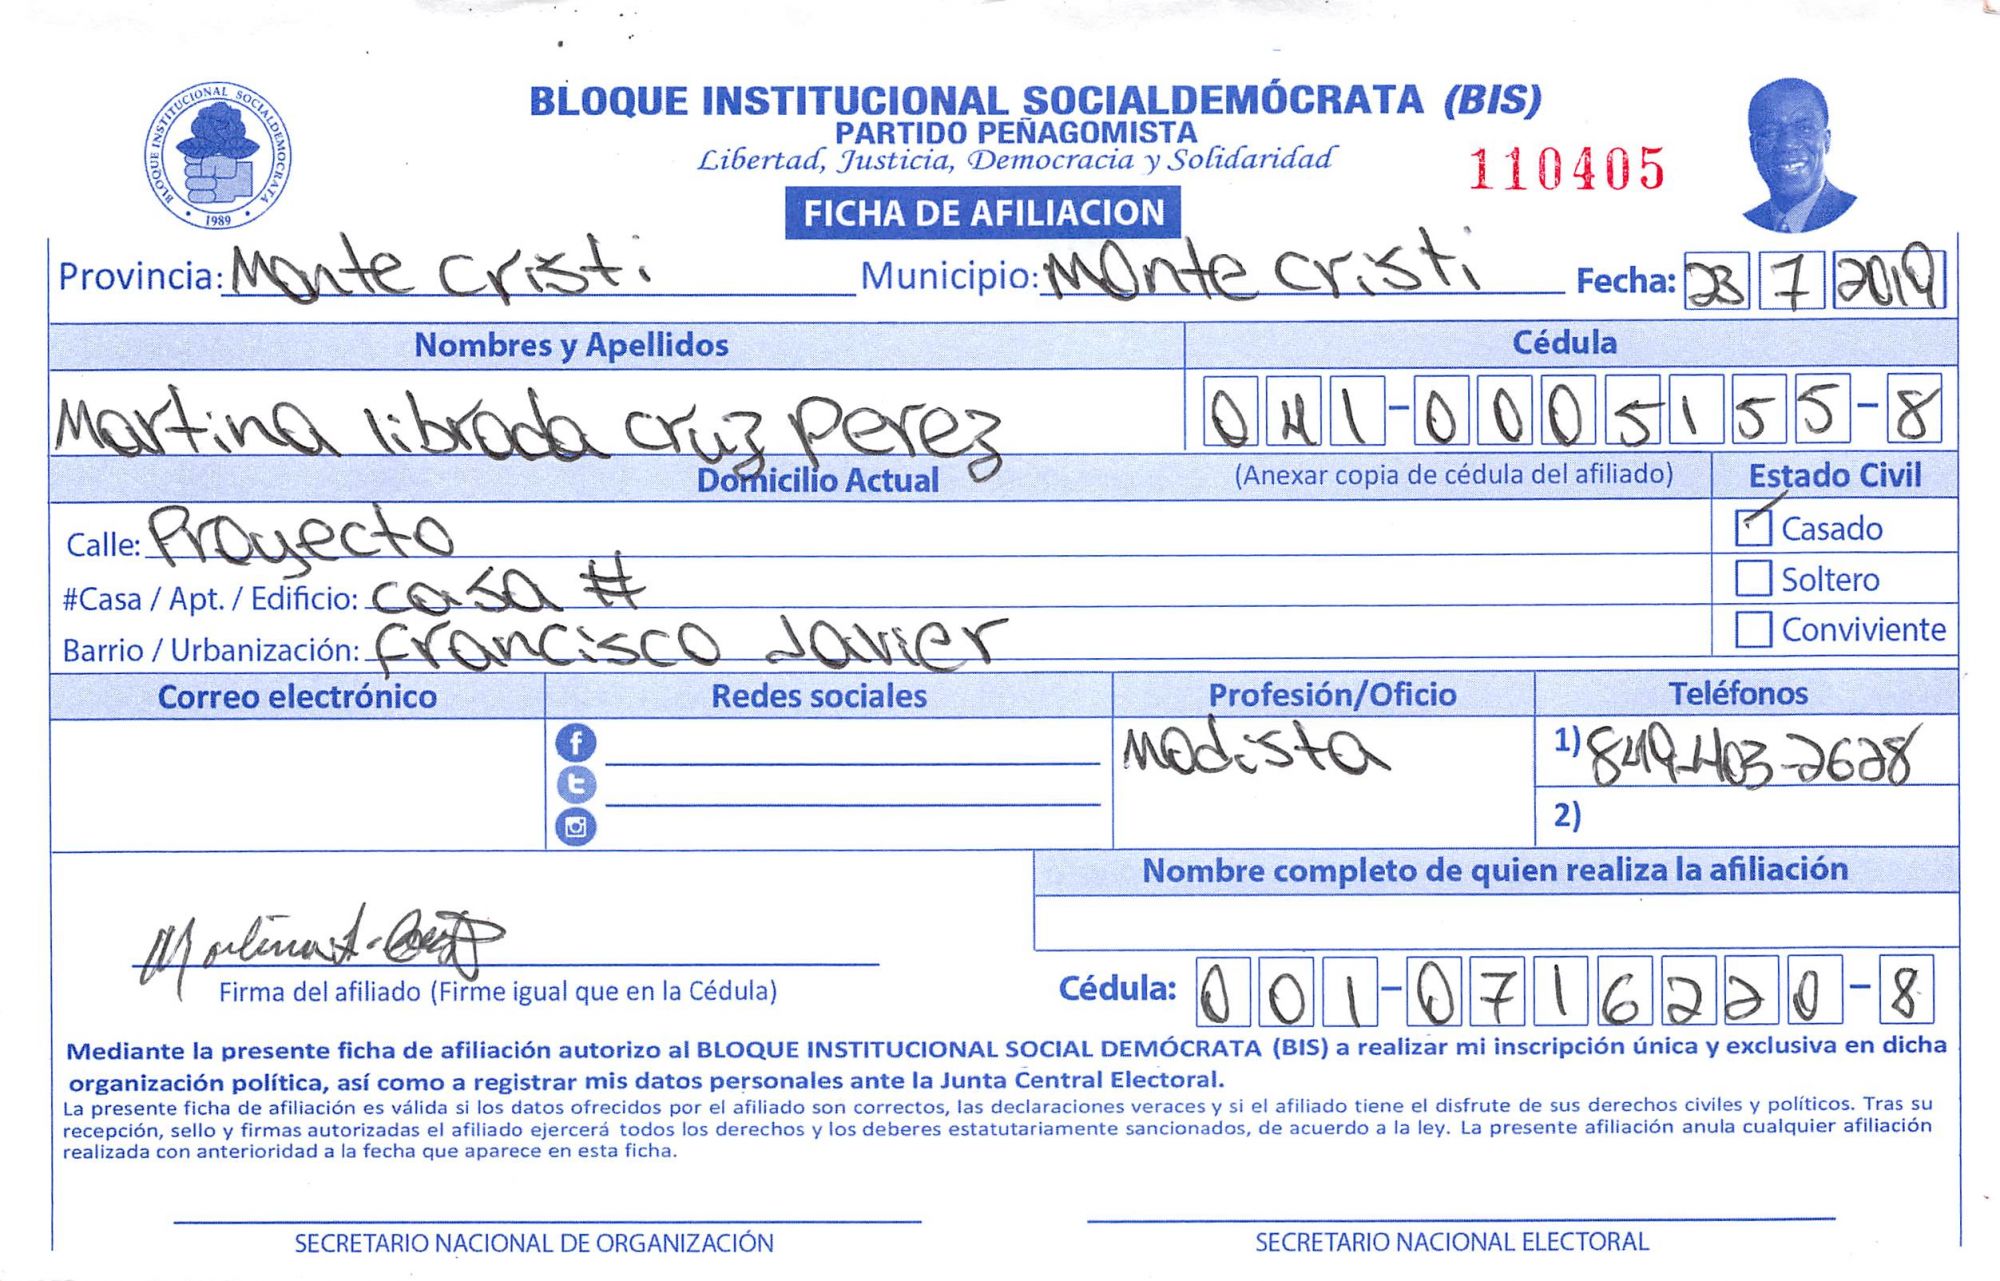 BLOQUE INSTITUCIONAL SOCIALDEMOCRATA
1989
BLOQUE INSTITUCIONAL SOCIALDEMÓCRATA (BIS)
PARTIDO PEÑAGOMISTA
Libertad, Justicia, Democracia y Solidaridad
110405
FICHA DE AFILIACION
Provincia: Monte Cristi Municipio: Monte Cristi Fecha: 23 7 2019
Nombres y Apellidos Cédula
Martina librada cruz perez 041-0005155-8
Domicilio Actual (Anexar copia de cédula del afiliado) Estado Civil
Calle: Proyecto Casado
#Casa / Apt. / Edificio: casa # Soltero
Barrio / Urbanización: Francisco Javier Conviviente
Correo electrónico Redes sociales Profesión/Oficio Teléfonos
Modista 1) 849-403-2628
2)
Nombre completo de quien realiza la afiliación
Firma del afiliado (Firme igual que en la Cédula) Cédula: 001-0716220-8
Mediante la presente ficha de afiliación autorizo al BLOQUE INSTITUCIONAL SOCIAL DEMÓCRATA (BIS) a realizar mi inscripción única y exclusiva en dicha
organización política, así como a registrar mis datos personales ante la Junta Central Electoral.
La presente ficha de afiliación es válida si los datos ofrecidos por el afiliado son correctos, las declaraciones veraces y si el afiliado tiene el disfrute de sus derechos civiles y políticos. Tras su
recepción, sello y firmas autorizadas el afiliado ejercerá todos los derechos y los deberes estatutariamente sancionados, de acuerdo a la ley. La presente afiliación anula cualquier afiliación
realizada con anterioridad a la fecha que aparece en esta ficha.
SECRETARIO NACIONAL DE ORGANIZACIÓN SECRETARIO NACIONAL ELECTORAL